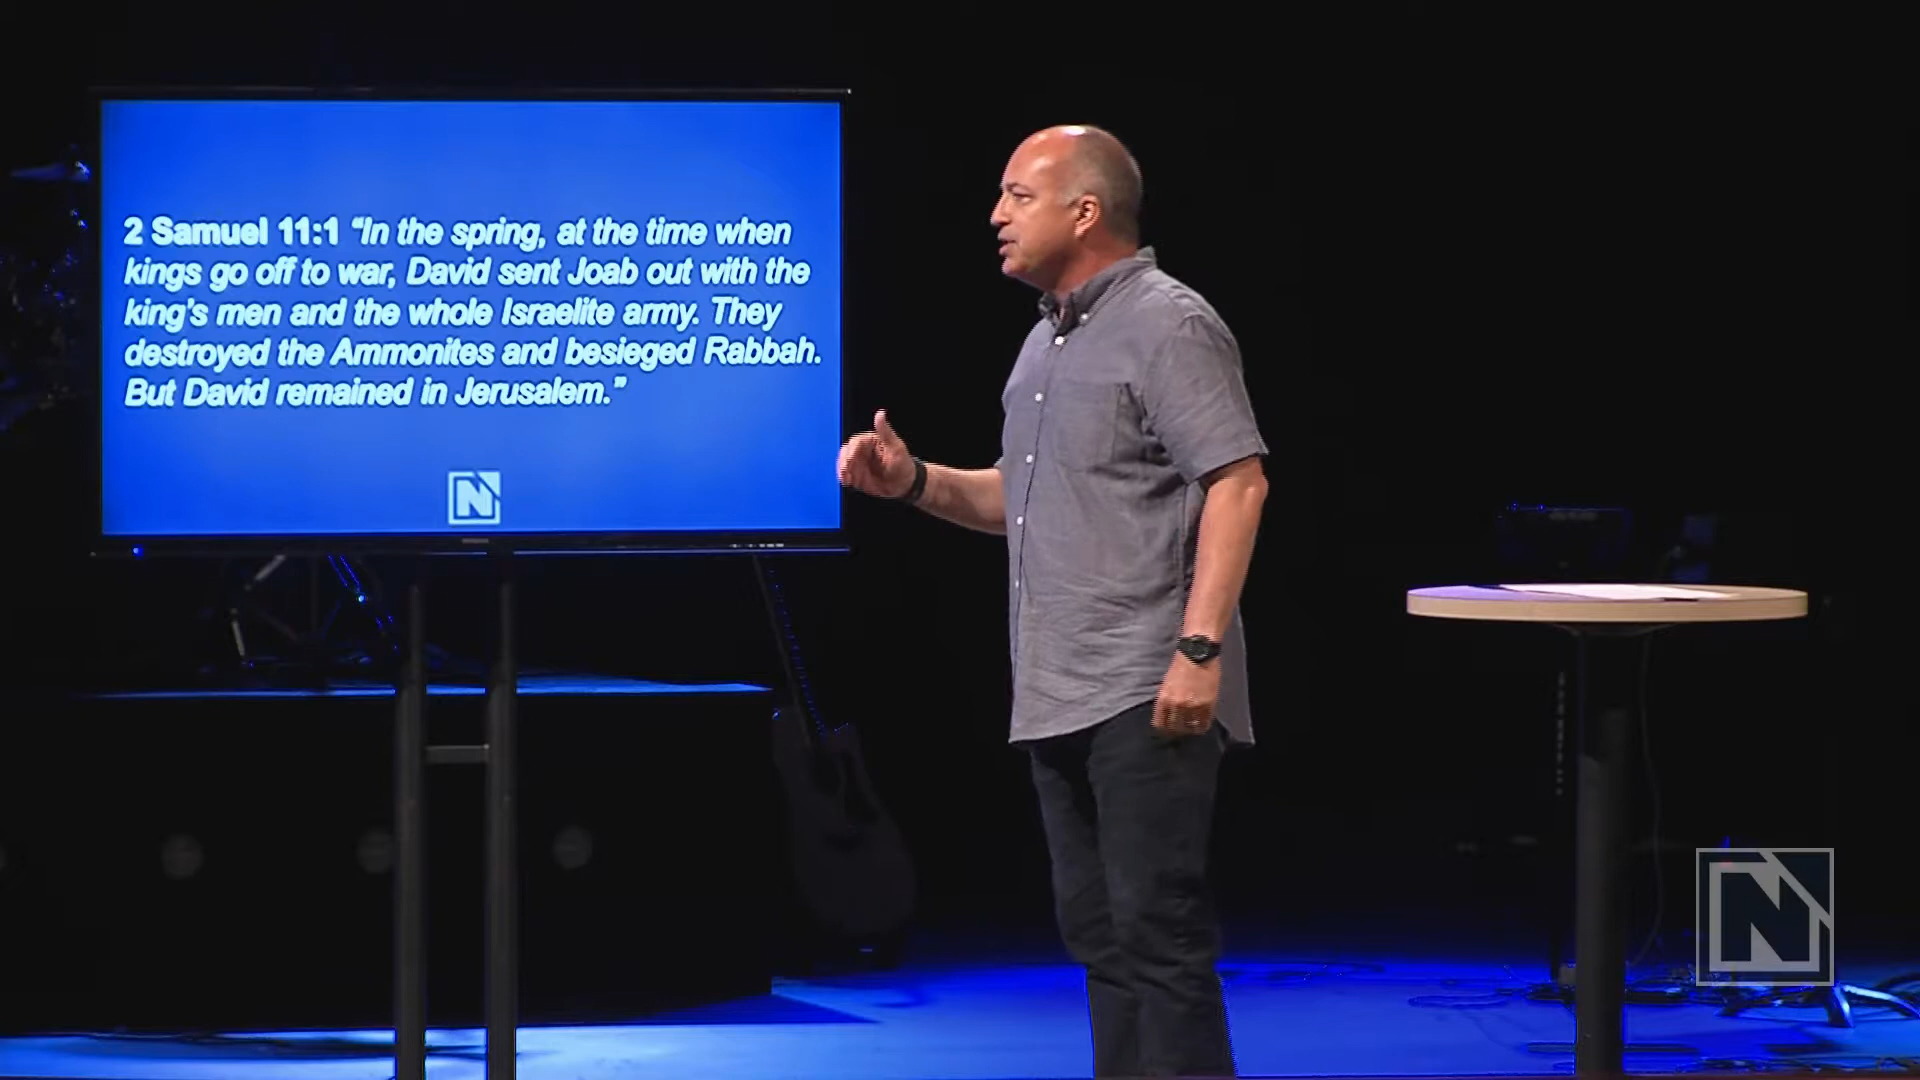 2 Samuel 11:1 “In the spring, at the time when
kings go off to war, David sent Joab out with the
king's men and the whole Israelite army. They
destroyed the Ammonites and besieged Rabbah.
But David remained in Jerusalem.”
N
N